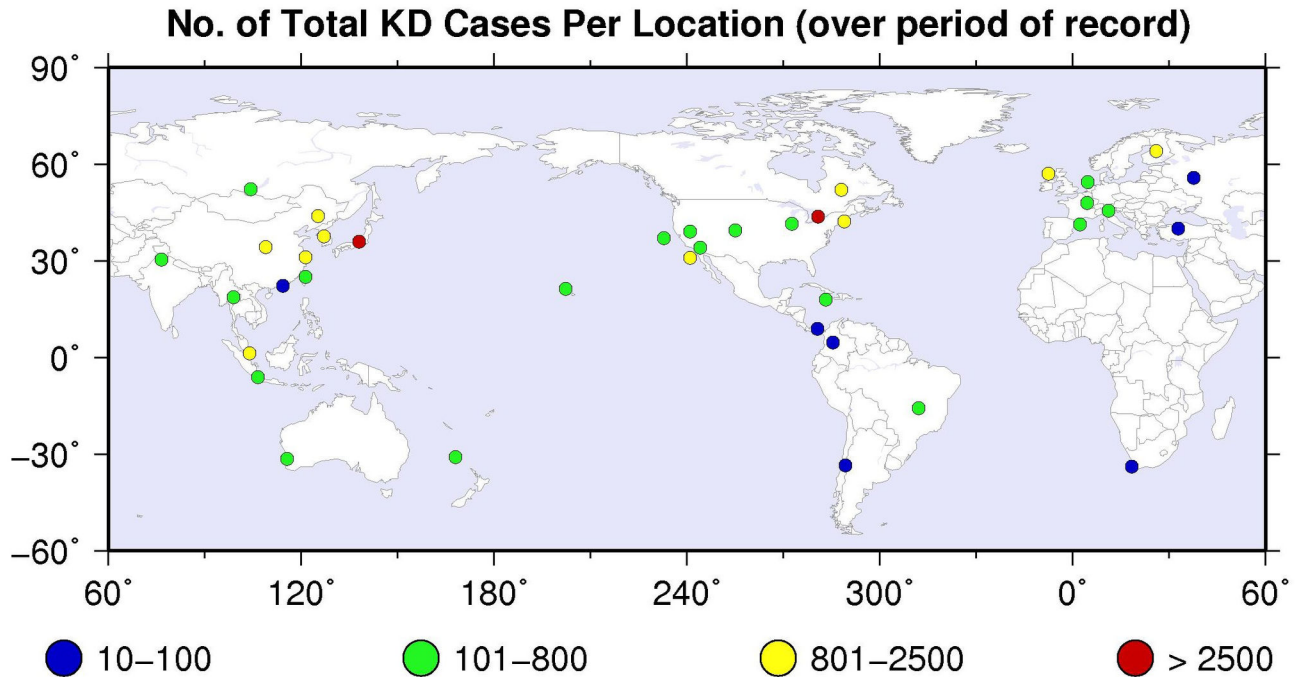 No. of Total KD Cases Per Location (over period of record)
90˚
60˚
30˚
0˚
−30˚
−60˚
60˚ 120˚ 180˚ 240˚ 300˚ 0˚ 60˚
10−100 101−800 801−2500 > 2500